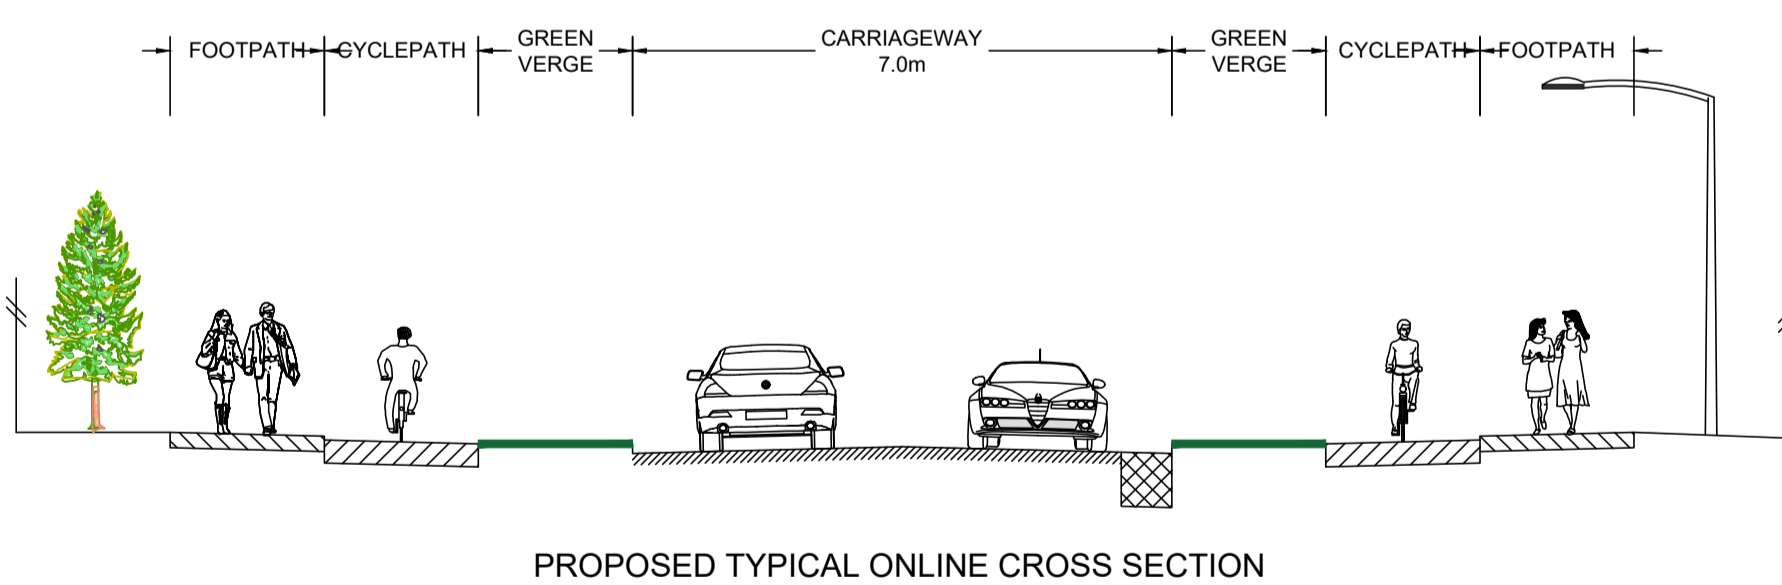 FOOTPATH
CYCLEPATH
GREEN
VERGE
CARRIAGEWAY
7.0m
GREEN
VERGE
CYCLEPATH
FOOTPATH
PROPOSED TYPICAL ONLINE CROSS SECTION